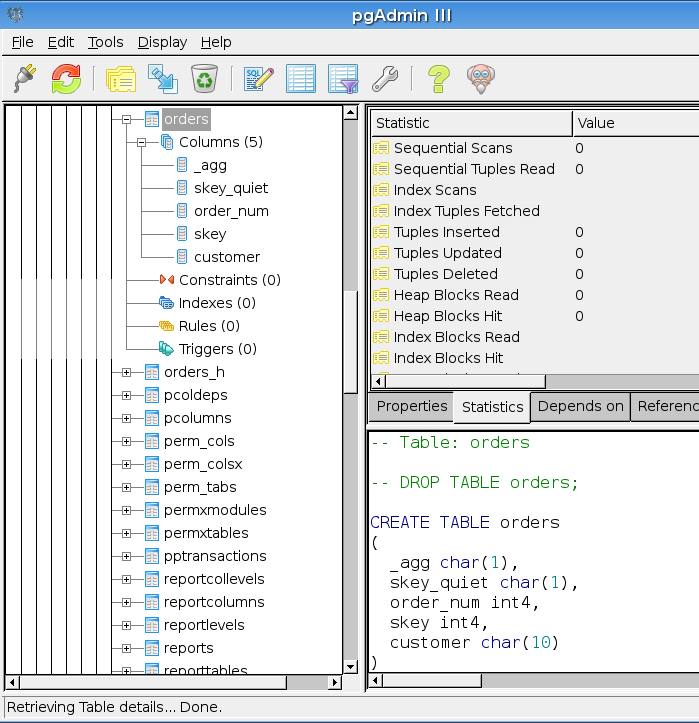 pgAdmin III
File Edit Tools Display Help
SQL
orders
Columns (5)
_agg
skey_quiet
order_num
skey
customer
Constraints (0)
Indexes (0)
Rules (0)
Triggers (0)
orders_h
pcoldeps
pcolumns
perm_cols
perm_colsx
perm_tabs
permxmodules
permxtables
pptransactions
reportcollevels
reportcolumns
reportlevels
reports
reporttables
Statistic Value
Sequential Scans 0
Sequential Tuples Read 0
Index Scans
Index Tuples Fetched
Tuples Inserted 0
Tuples Updated 0
Tuples Deleted 0
Heap Blocks Read 0
Heap Blocks Hit 0
Index Blocks Read
Index Blocks Hit
Properties Statistics Depends on Referenc
-- Table: orders
-- DROP TABLE orders;
CREATE TABLE orders
(
_agg char(1),
skey_quiet char(1),
order_num int4,
skey int4,
customer char(10)
)
Retrieving Table details... Done.